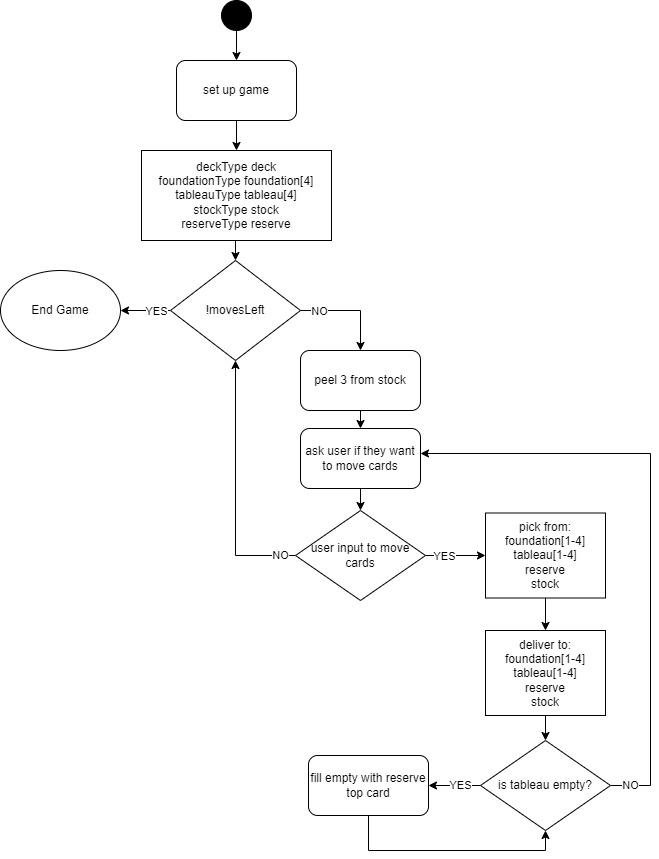 set up game
deckType deck
foundationType foundation[4]
tableauType tableau[4]
stockType stock
reserveType reserve
End Game
YES
!movesLeft
NO
peel 3 from stock
ask user if they want
to move cards
NO
user input to move
cards
YES
pick from:
foundation[1-4]
tableau[1-4]
reserve
stock
deliver to:
foundation[1-4]
tableau[1-4]
reserve
stock
fill empty with reserve
top card
YES
is tableau empty?
NO